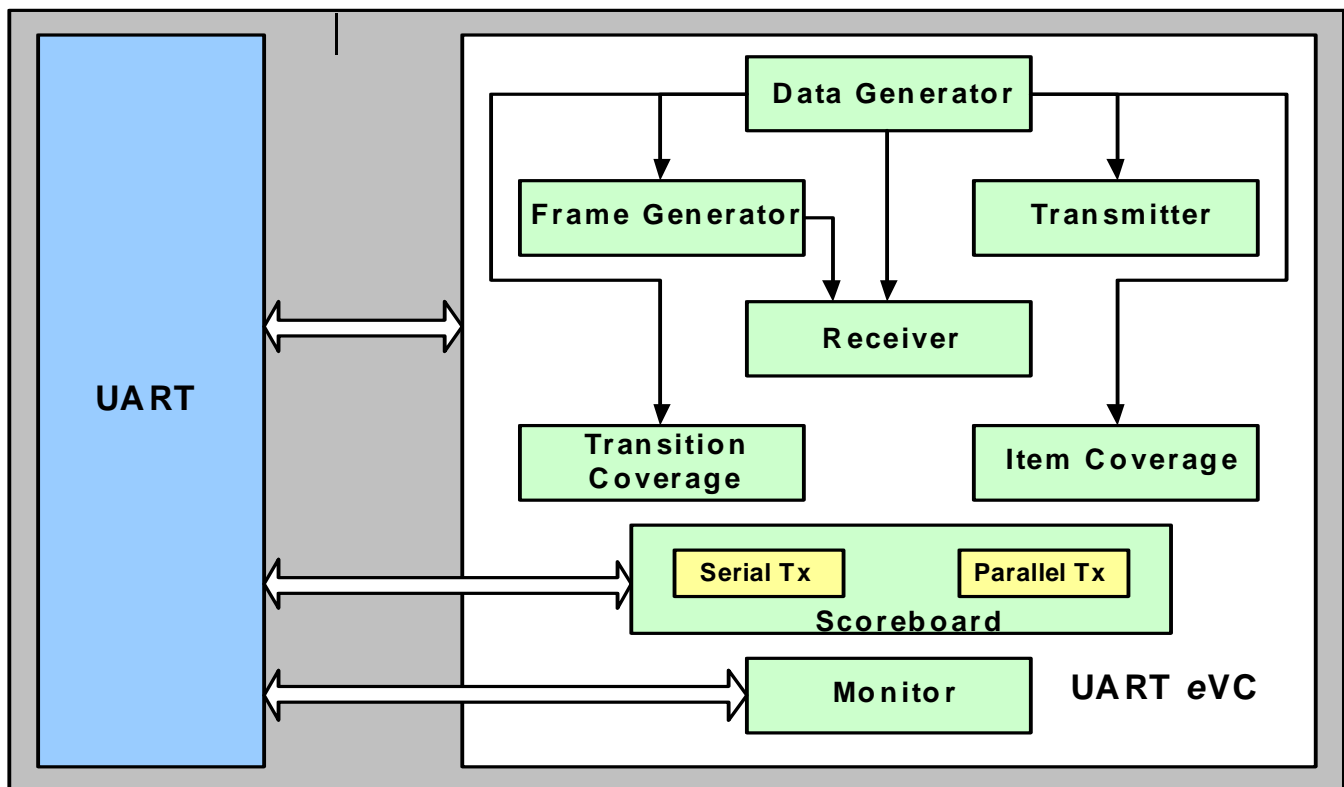 Data Generator
Frame Generator
Transmitter
Receiver
UART
Transition
Coverage
Item Coverage
Serial Tx
Parallel Tx
Scoreboard
Monitor
UART eVC